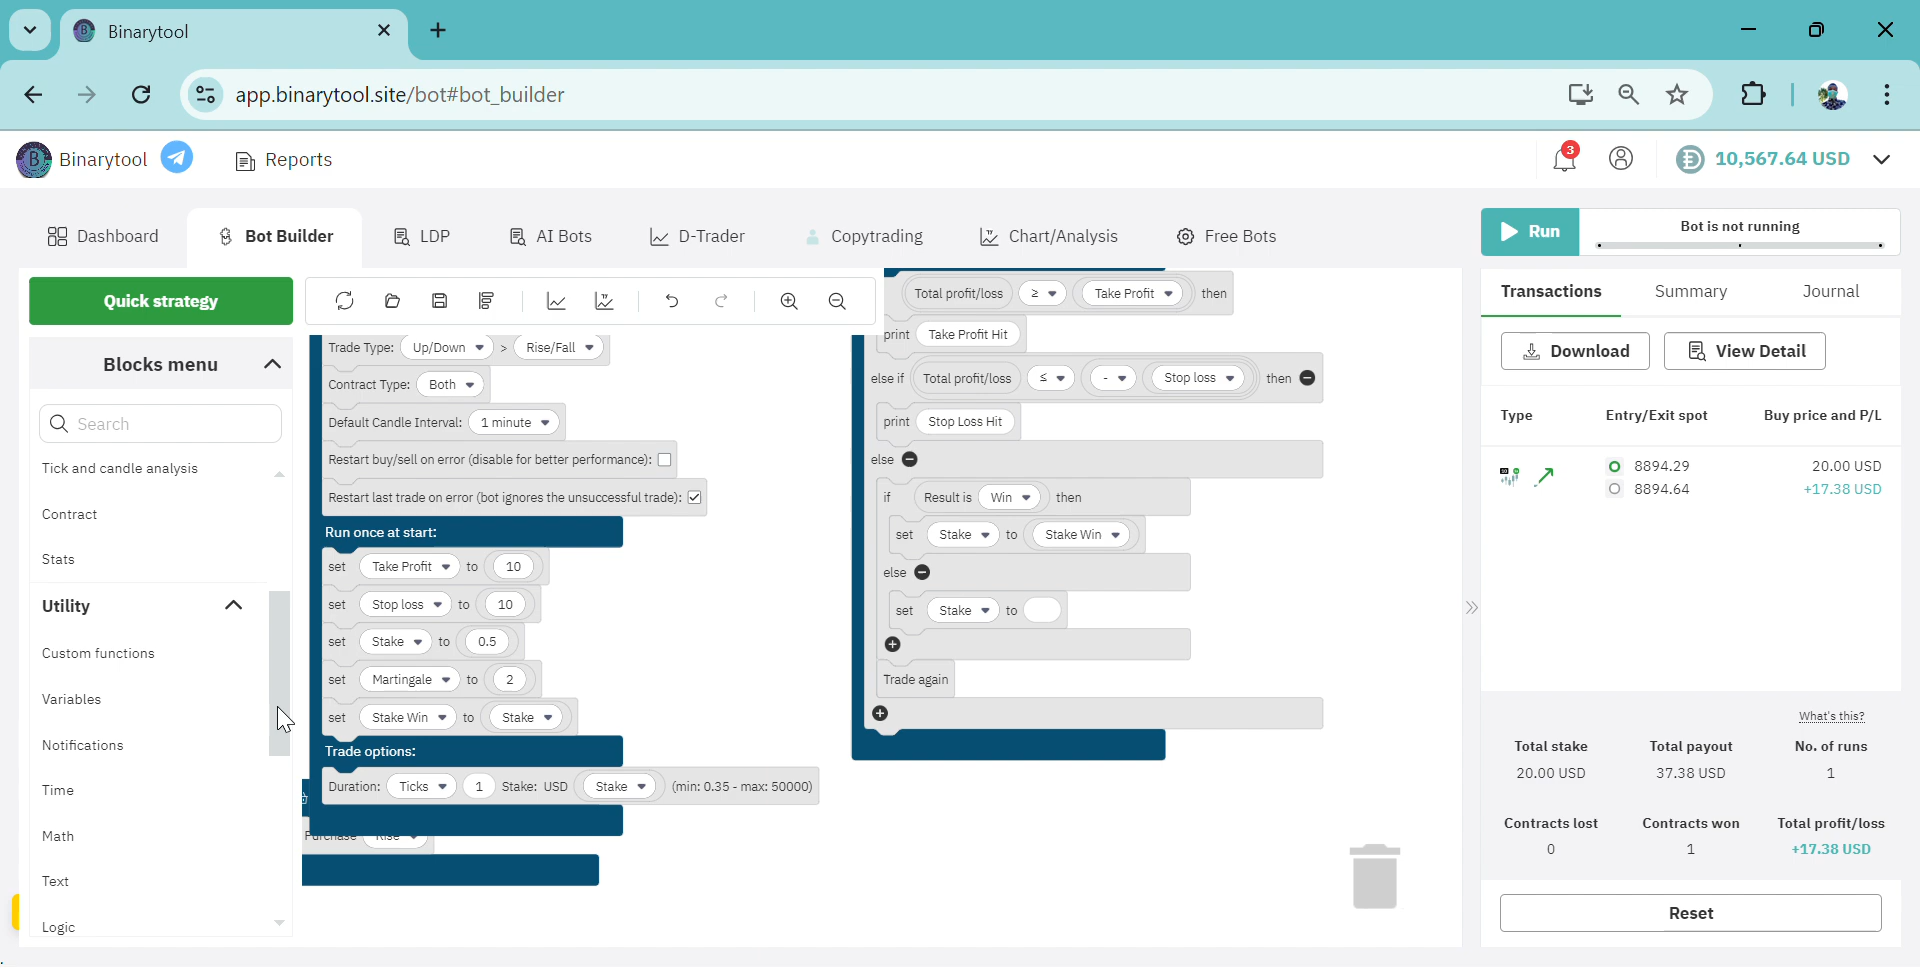 Binarytool
app.binarytool.site/bot#bot_builder
Binarytool
Reports
3
10,567.64 USD
Dashboard
Bot Builder
LDP
AI Bots
D-Trader
Copytrading
Chart/Analysis
Free Bots
Run
Bot is not running
Quick strategy
Blocks menu
Search
Tick and candle analysis
Contract
Stats
Utility
Custom functions
Variables
Notifications
Time
Math
Text
Logic
Trade Type: Up/Down > Rise/Fall
Contract Type: Both
Default Candle Interval: 1 minute
Restart buy/sell on error (disable for better performance):
Restart last trade on error (bot ignores the unsuccessful trade):
Run once at start:
set Take Profit to 10
set Stop loss to 10
set Stake to 0.5
set Martingale to 2
set Stake Win to Stake
Trade options:
Duration: Ticks 1 Stake: USD Stake (min: 0.35 - max: 50000)
Purchase Rise
Total profit/loss ≥ Take Profit then
print Take Profit Hit
else if Total profit/loss ≤ - Stop loss then
print Stop Loss Hit
else
if Result is Win then
set Stake to Stake Win
else
set Stake to
Trade again
Transactions
Summary
Journal
Download
View Detail
Type
Entry/Exit spot
Buy price and P/L
8894.29
20.00 USD
8894.64
+17.38 USD
What's this?
Total stake
Total payout
No. of runs
20.00 USD
37.38 USD
1
Contracts lost
Contracts won
Total profit/loss
0
1
+17.38 USD
Reset